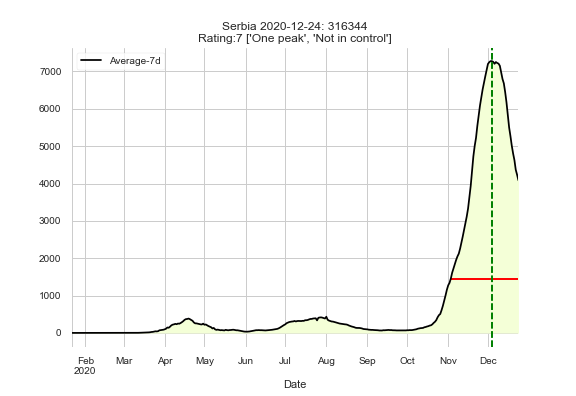 Serbia 2020-12-24: 316344
Rating:7 ['One peak', 'Not in control']
Average-7d
7000
6000
5000
4000
3000
2000
1000
0
Feb Mar Apr May Jun Jul Aug Sep Oct Nov Dec
2020
Date